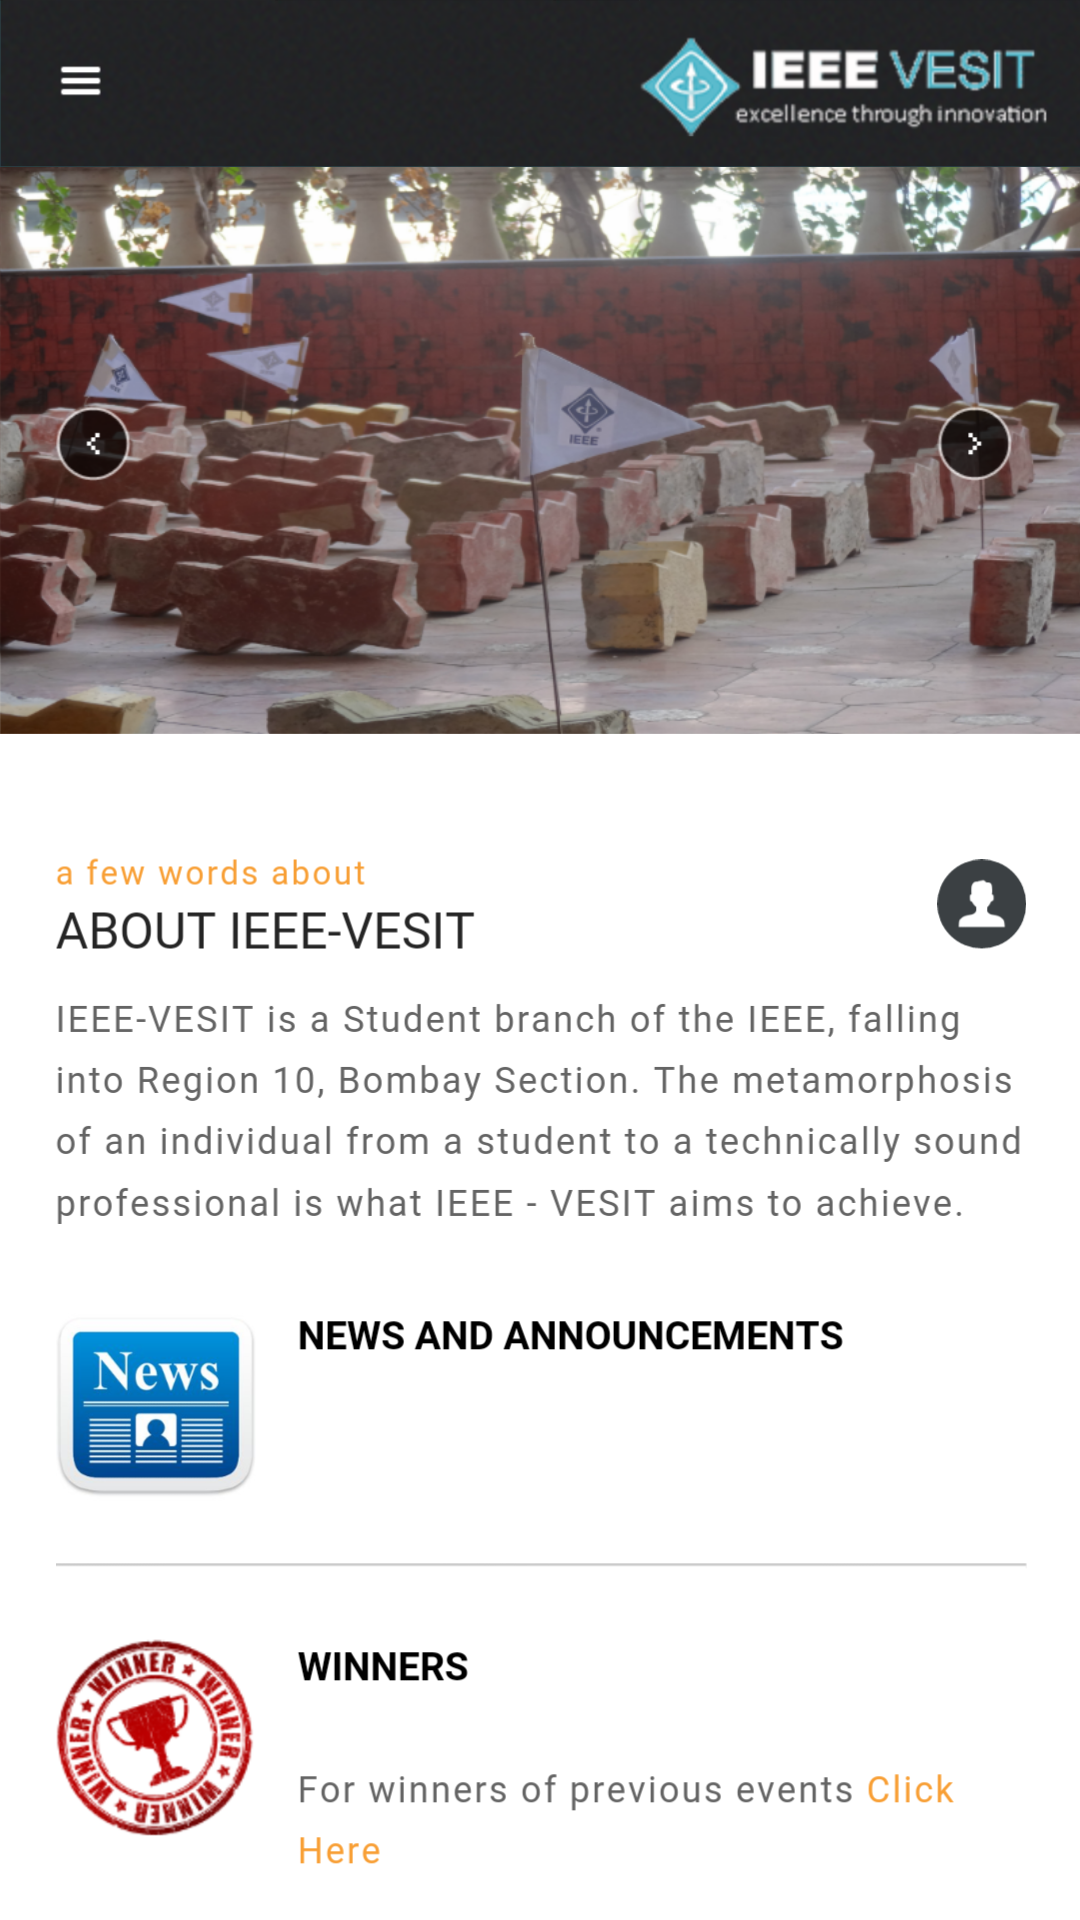 IEEE VESIT
excellence through innovation
IEEE
a few words about
ABOUT IEEE-VESIT
IEEE-VESIT is a Student branch of the IEEE, falling
into Region 10, Bombay Section. The metamorphosis
of an individual from a student to a technically sound
professional is what IEEE - VESIT aims to achieve.
News
NEWS AND ANNOUNCEMENTS
WINNER ★ WINNER ★ WINNER ★ WINNER ★
WINNERS
For winners of previous events Click
Here